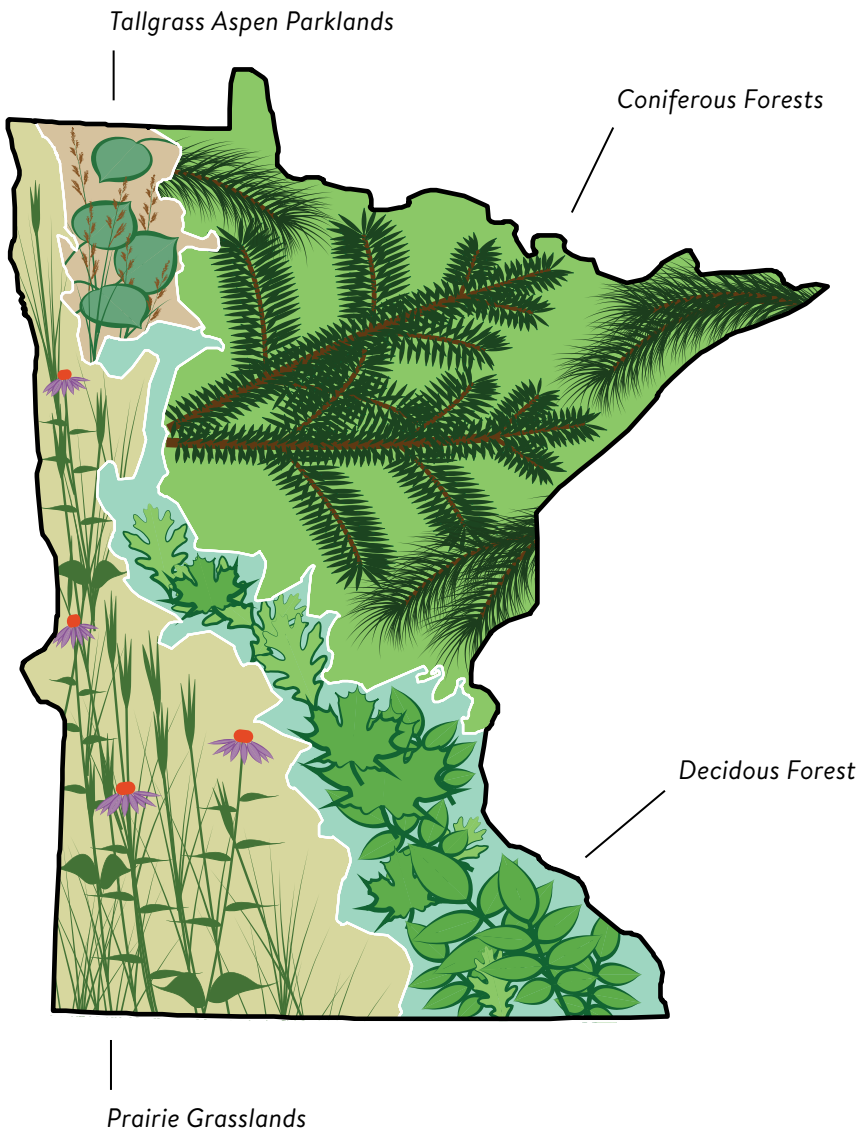 Tallgrass Aspen Parklands
Coniferous Forests
Decidous Forest
Prairie Grasslands